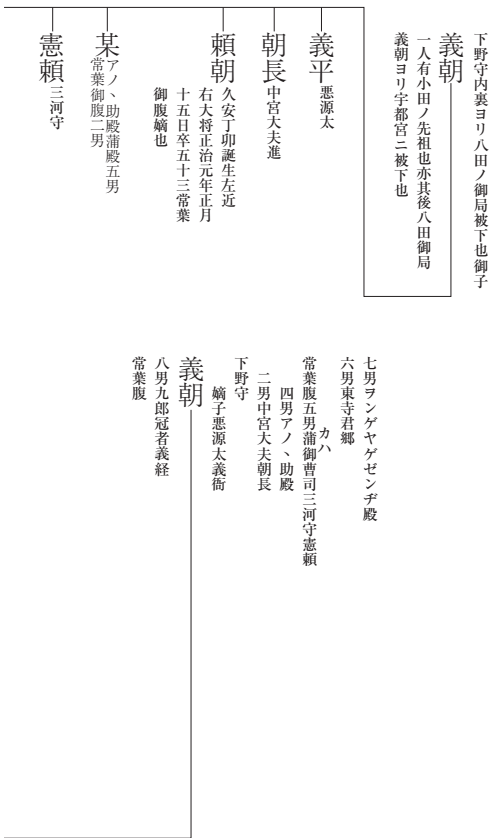 下野守内裏ヨリ八田ノ御局被下也御子
義朝
一人有小田ノ先祖也亦其後八田御局
義朝ヨリ宇都宮ニ被下也
義平
悪源太
朝長
中宮大夫進
頼朝
久安丁卯誕生左近
右大将正治元年正月
十五日卒五十三常葉
御腹嫡也
某
アノヽ助殿蒲殿五男
常葉御腹二男
憲頼
三河守
七男ヲンゲヤゲゼンヂ殿
六男東寺君郷
カハ
常葉腹五男蒲御曹司三河守憲頼
四男アノヽ助殿
二男中宮大夫朝長
下野守
嫡子悪源太義衙
義朝
八男九郎冠者義経
常葉腹